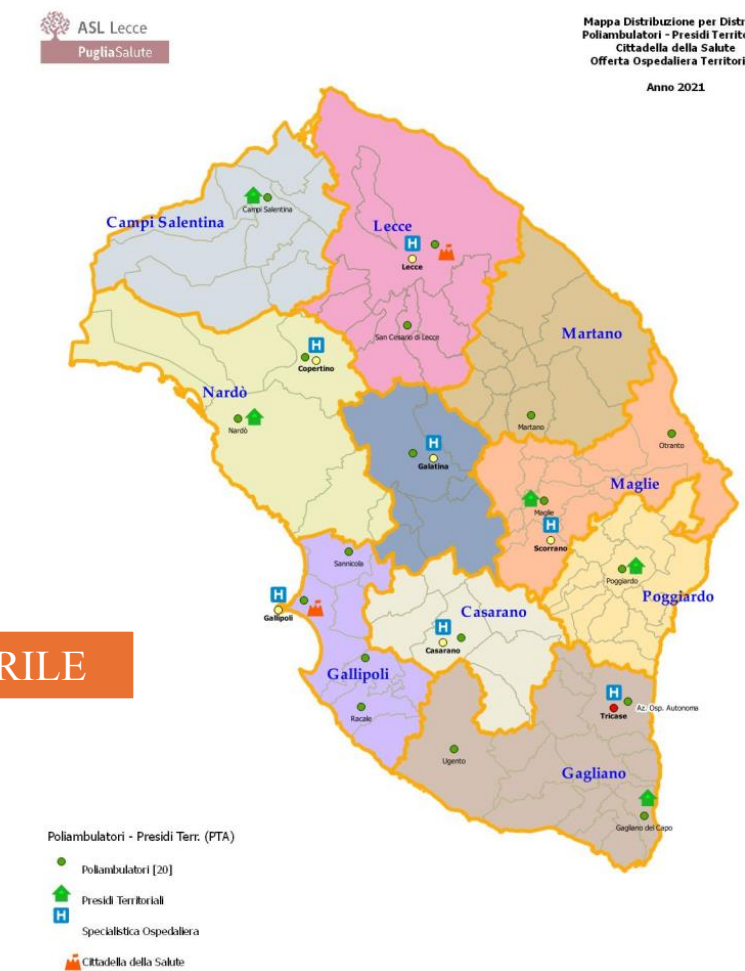 ASL Lecce
PugliaSalute
Mappa Distribuzione per Distr
Poliambulatori - Presidi Territo
Cittadella della Salute
Offerta Ospedaliera Territori
Anno 2021
Campi Salentina
Campi Salentina
Lecce
H
Lecce
San Cesario di Lecce
Martano
Martano
H
Copertino
Nardò
Nardò
H
Galatina
Otranto
Maglie
Maglie
H
Scorrano
Sannicola
H
Gallipoli
Poggiardo
Poggiardo
Casarano
H
Casarano
RILE
Gallipoli
Racale
H
Tricase
Az. Osp. Autonoma
Ugento
Gagliano
Gagliano del Capo
Poliambulatori - Presidi Terr. (PTA)
Poliambulatori [20]
Presidi Territoriali
H
Specialistica Ospedaliera
Cittadella della Salute